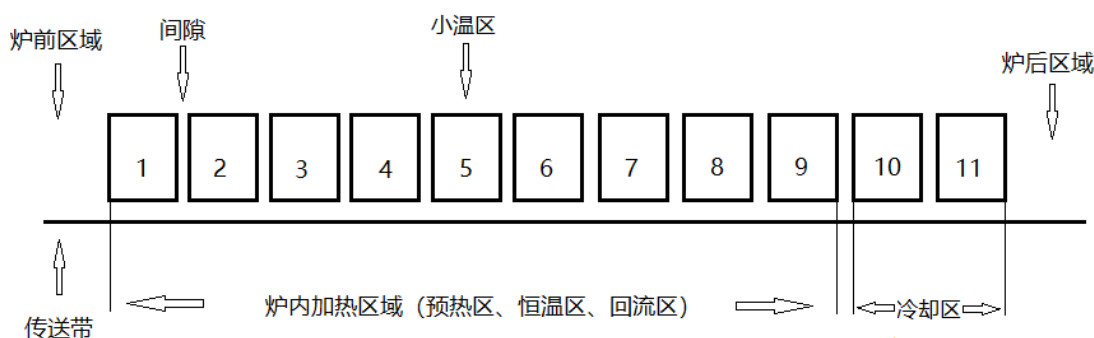 炉前区域
间隙
小温区
炉后区域
1 2 3 4 5 6 7 8 9 10 11
传送带
炉内加热区域（预热区、恒温区、回流区）
冷却区